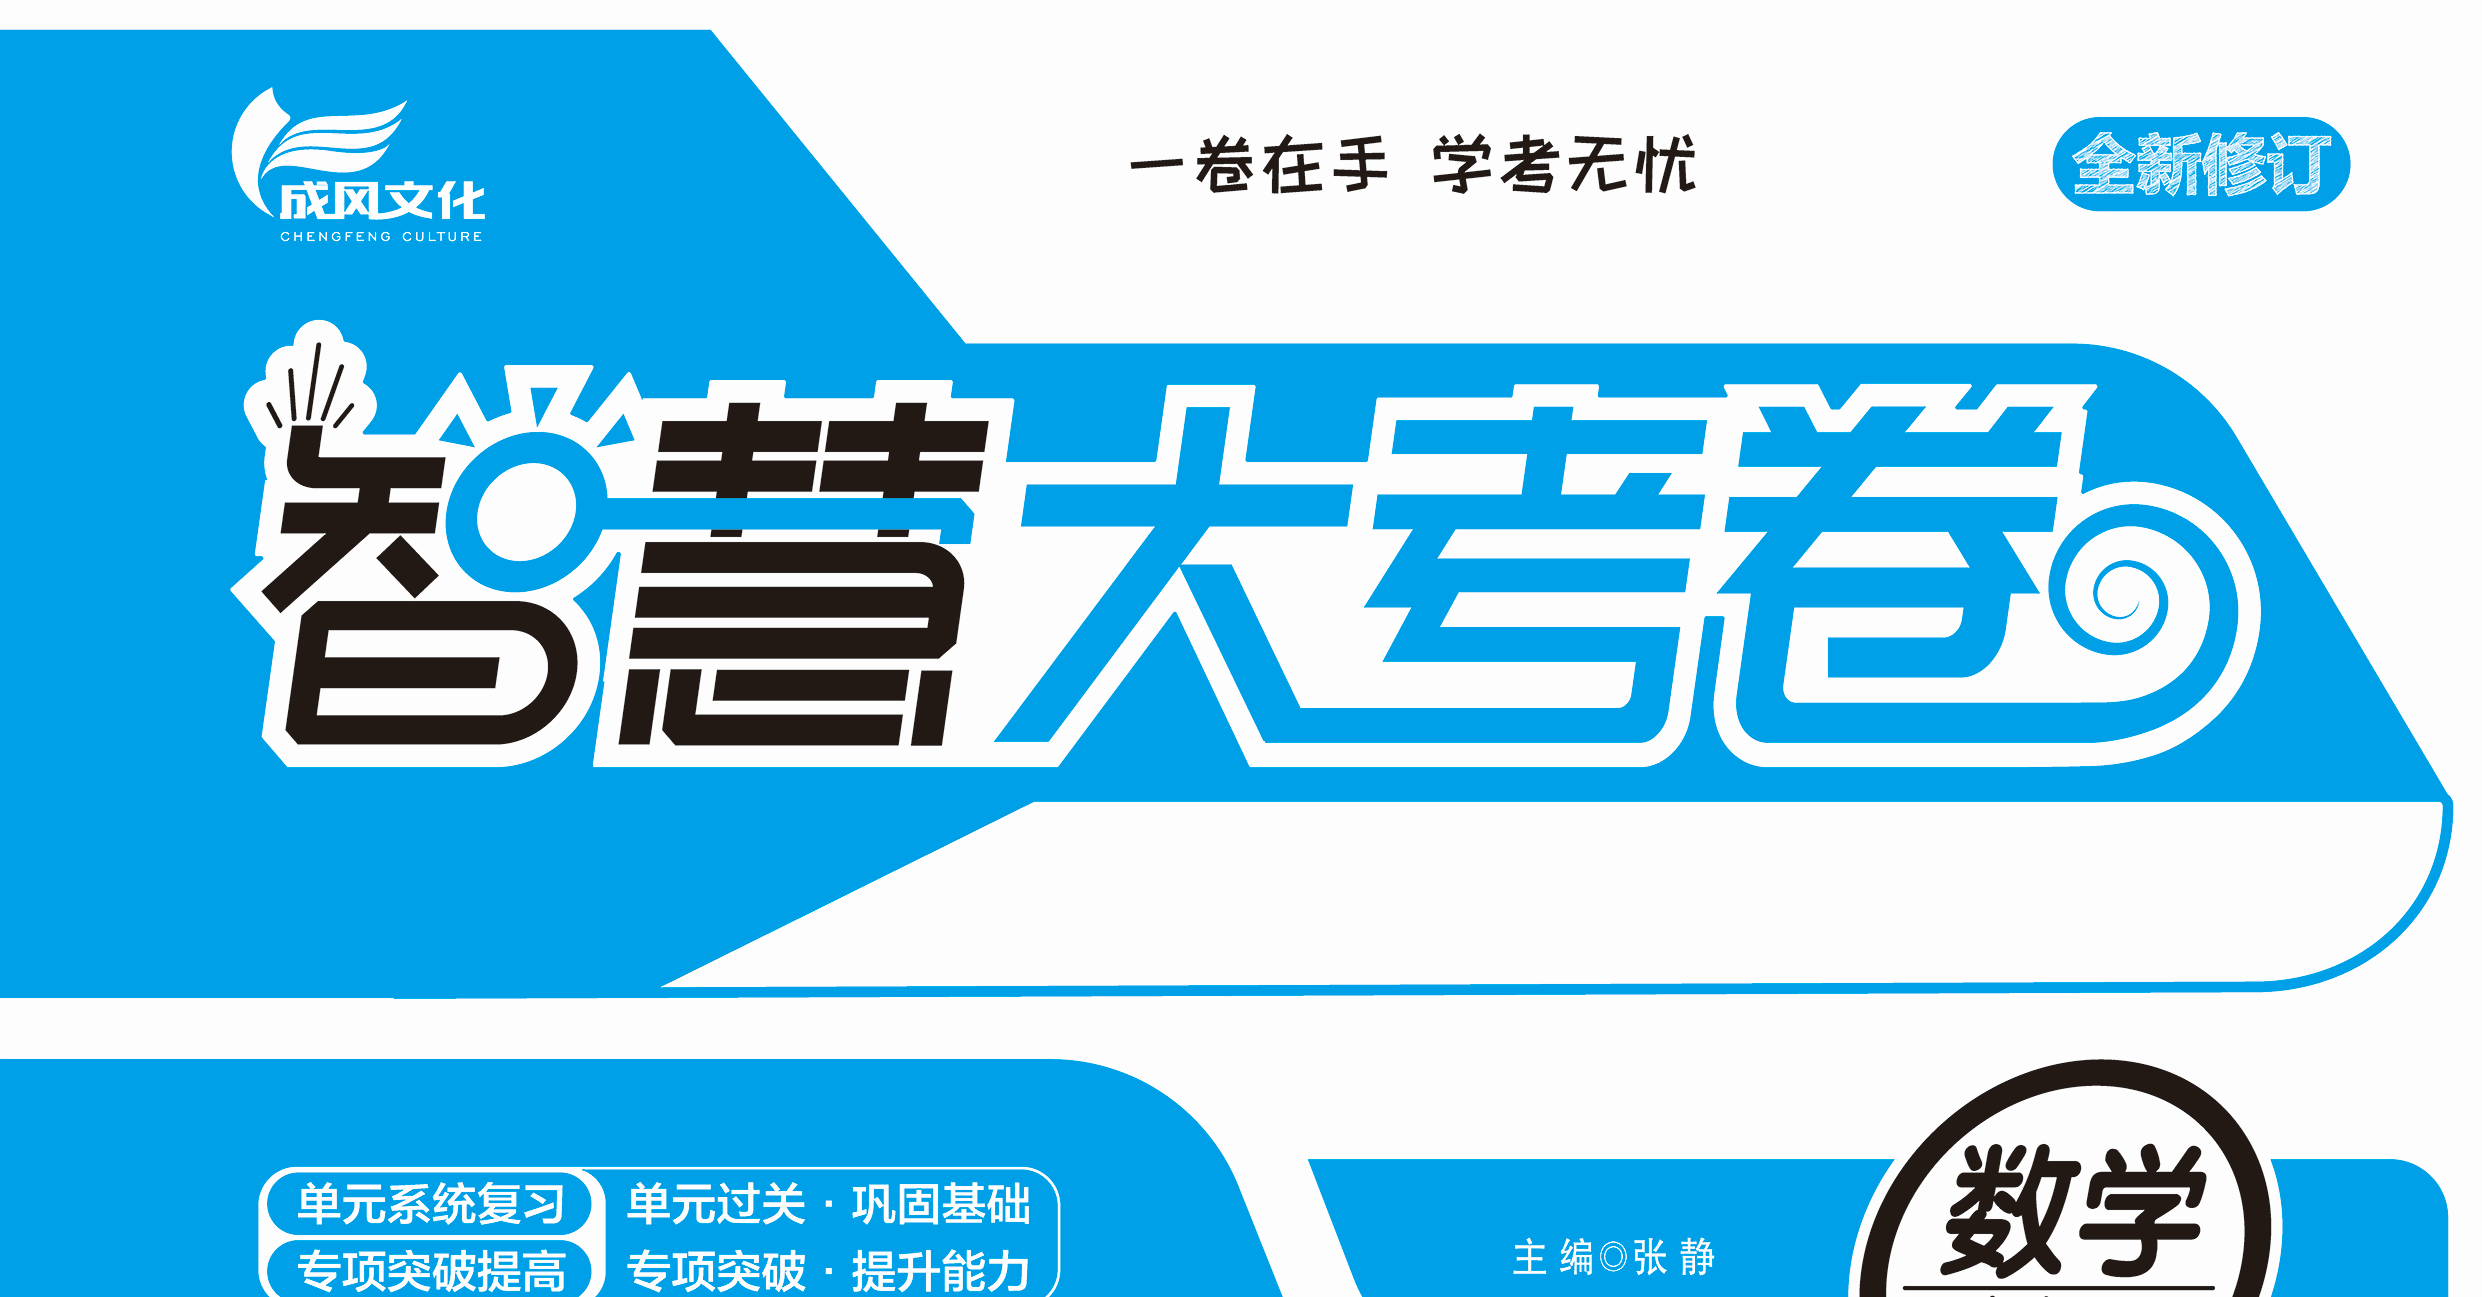 成风文化
CHENGFENG CULTURE
一卷在手 学考无忧
全新修订
智慧大考卷
单元系统复习 单元过关·巩固基础
专项突破提高 专项突破·提升能力
主 编◎张 静
数学